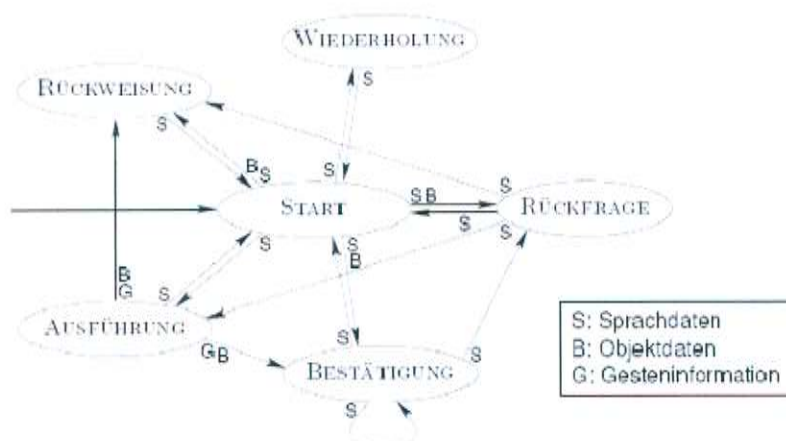 WIEDERHOLUNG
S
RÜCKWEISUNG
S
B S
S
S B
S
START
S
RÜCKFRAGE
S
S
S
B
S
B
G
S
AUSFÜHRUNG
G B
S
BESTÄTIGUNG
S
S
S: Sprachdaten
B: Objektdaten
G: Gesteninformation